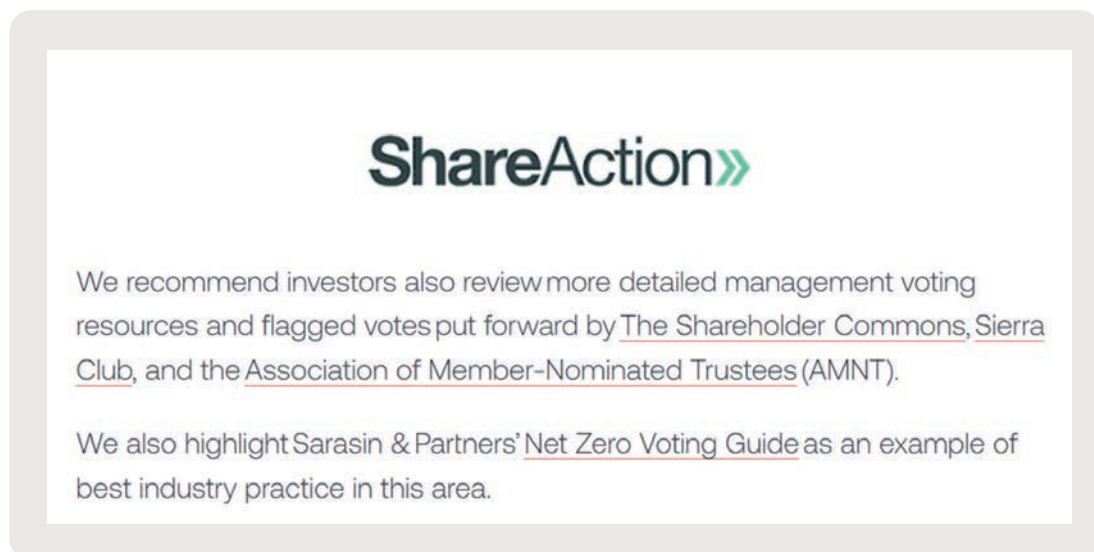 ShareAction»
We recommend investors also review more detailed management voting
resources and flagged votes put forward by The Shareholder Commons, Sierra
Club, and the Association of Member-Nominated Trustees (AMNT).
We also highlight Sarasin & Partners’ Net Zero Voting Guide as an example of
best industry practice in this area.